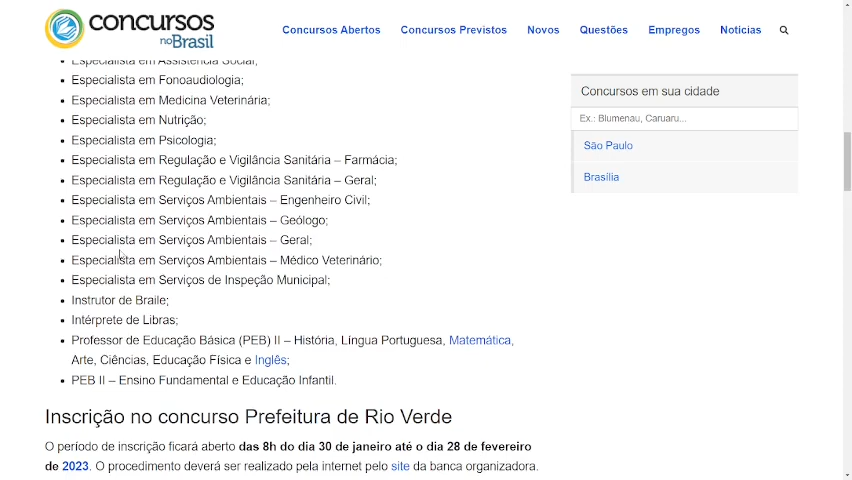 concursos
no Brasil
Concursos Abertos
Concursos Previstos
Novos
Questões
Empregos
Noticias
Especialista em Assistência Social;
Especialista em Fonoaudiologia;
Especialista em Medicina Veterinária;
Especialista em Nutrição;
Especialista em Psicologia;
Especialista em Regulação e Vigilância Sanitária – Farmácia;
Especialista em Regulação e Vigilância Sanitária – Geral;
Especialista em Serviços Ambientais – Engenheiro Civil;
Especialista em Serviços Ambientais – Geólogo;
Especialista em Serviços Ambientais – Geral;
Especialista em Serviços Ambientais – Médico Veterinário;
Especialista em Serviços de Inspeção Municipal;
Instrutor de Braile;
Intérprete de Libras;
Professor de Educação Básica (PEB) II – História, Língua Portuguesa, Matemática,
Arte, Ciências, Educação Física e Inglês;
PEB II – Ensino Fundamental e Educação Infantil.
Inscrição no concurso Prefeitura de Rio Verde
O período de inscrição ficará aberto das 8h do dia 30 de janeiro até o dia 28 de fevereiro
de 2023. O procedimento deverá ser realizado pela internet pelo site da banca organizadora.
Concursos em sua cidade
Ex.: Blumenau, Caruaru...
São Paulo
Brasília